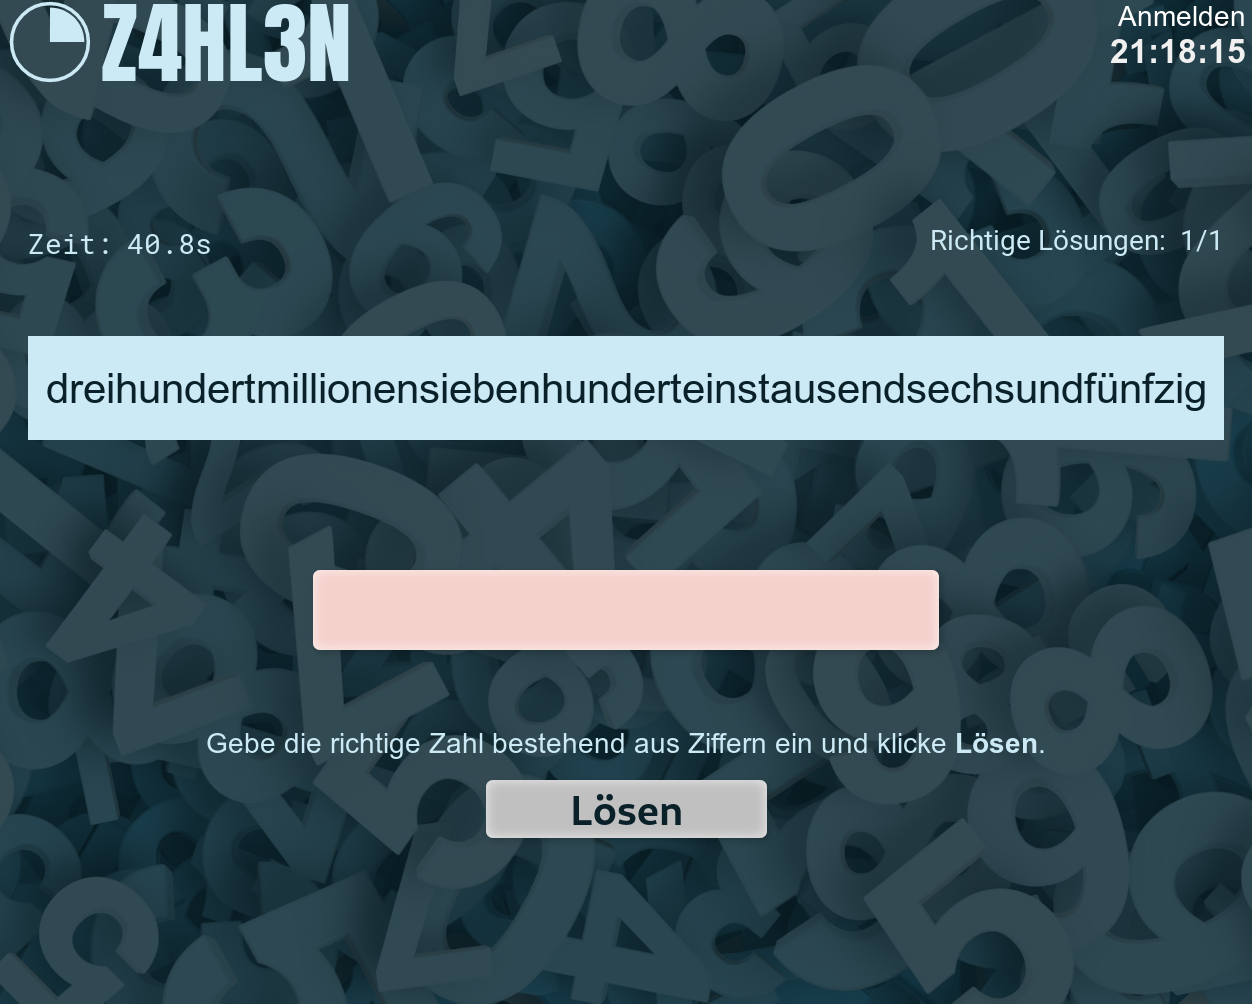 Z4HL3N
Anmelden
21:18:15
Zeit: 40.8s
Richtige Lösungen: 1/1
dreihundertmillionensiebenhunderteinstausendsechsundfünfzig
Gebe die richtige Zahl bestehend aus Ziffern ein und klicke Lösen.
Lösen